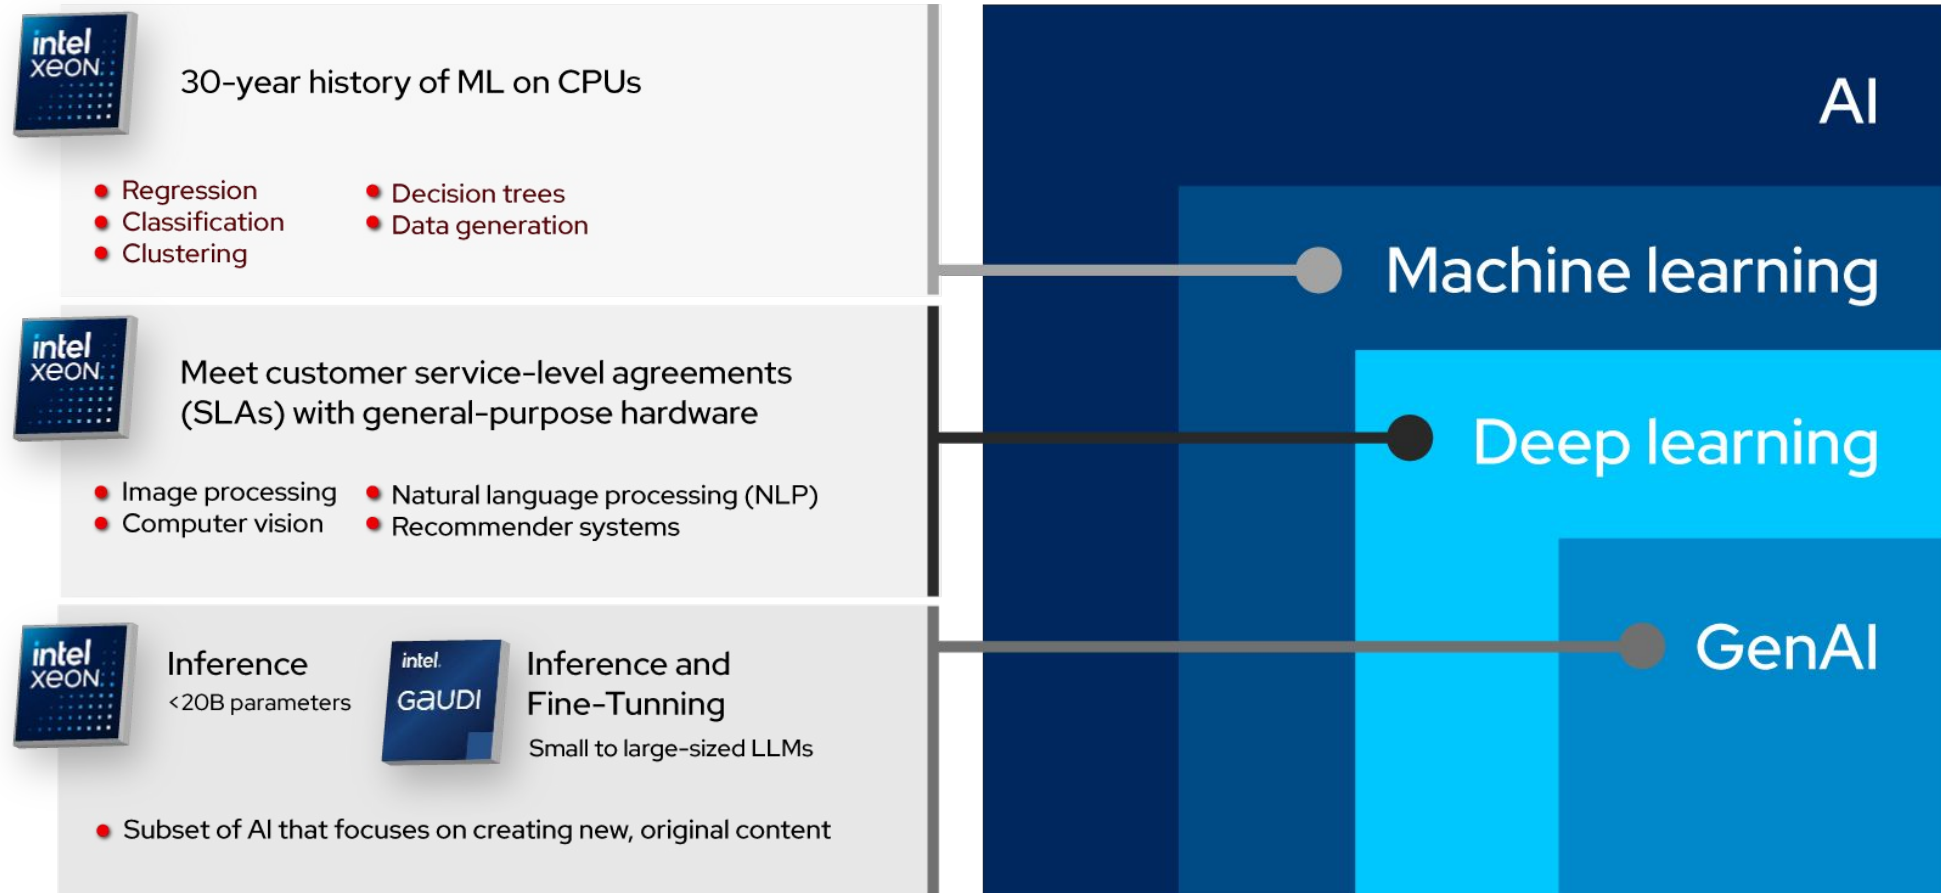 intel
xeon
30-year history of ML on CPUs
Regression
Classification
Clustering
Decision trees
Data generation
intel
xeon
Meet customer service-level agreements
(SLAs) with general-purpose hardware
Image processing
Computer vision
Natural language processing (NLP)
Recommender systems
intel
xeon
Inference
<20B parameters
intel.
GaUDI
Inference and
Fine-Tunning
Small to large-sized LLMs
Subset of AI that focuses on creating new, original content
AI
Machine learning
Deep learning
GenAI